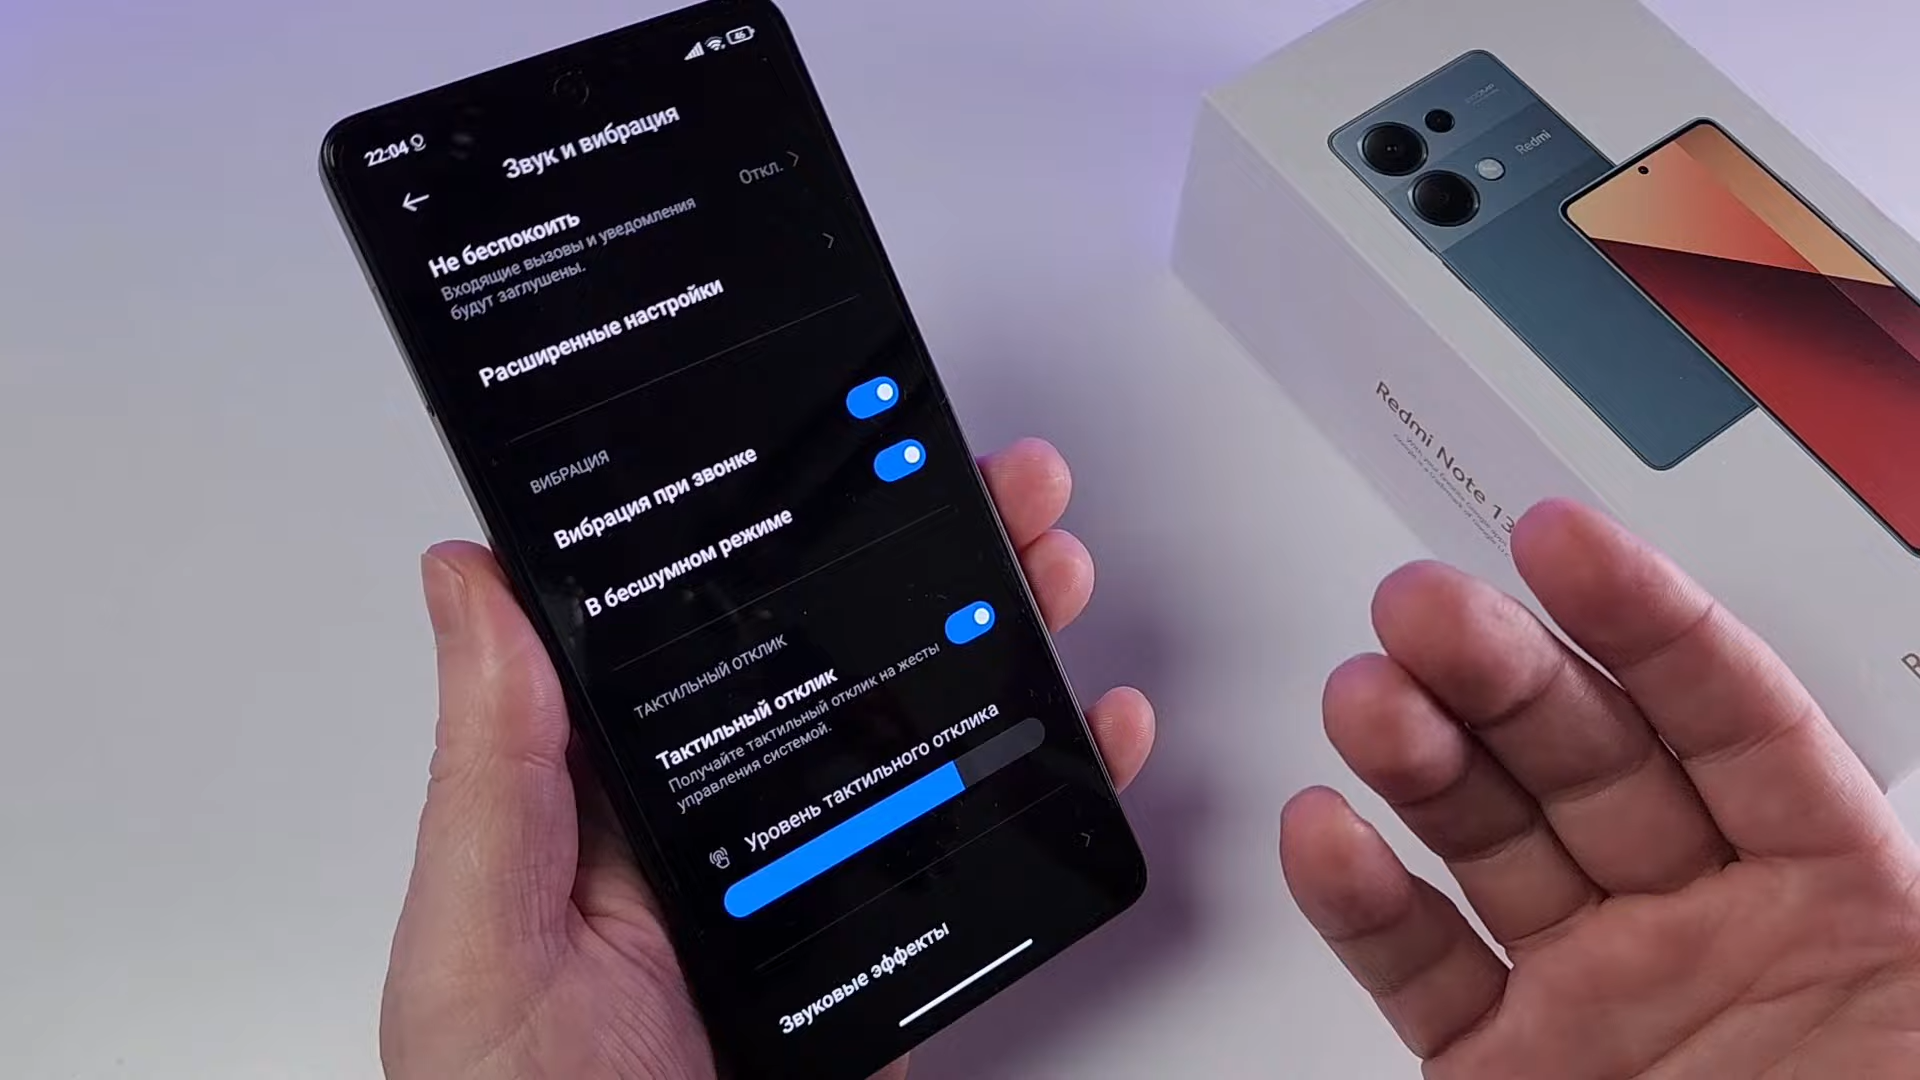 22:04
46
Звук и вибрация
Не беспокоить
Откл.
Входящие вызовы и уведомления
будут заглушены.
Расширенные настройки
ВИБРАЦИЯ
Вибрация при звонке
В бесшумном режиме
ТАКТИЛЬНЫЙ ОТКЛИК
Тактильный отклик
Получайте тактильный отклик на жесты
управления системой.
Уровень тактильного отклика
Звуковые эффекты
200MP
Redmi
Redmi Note 13